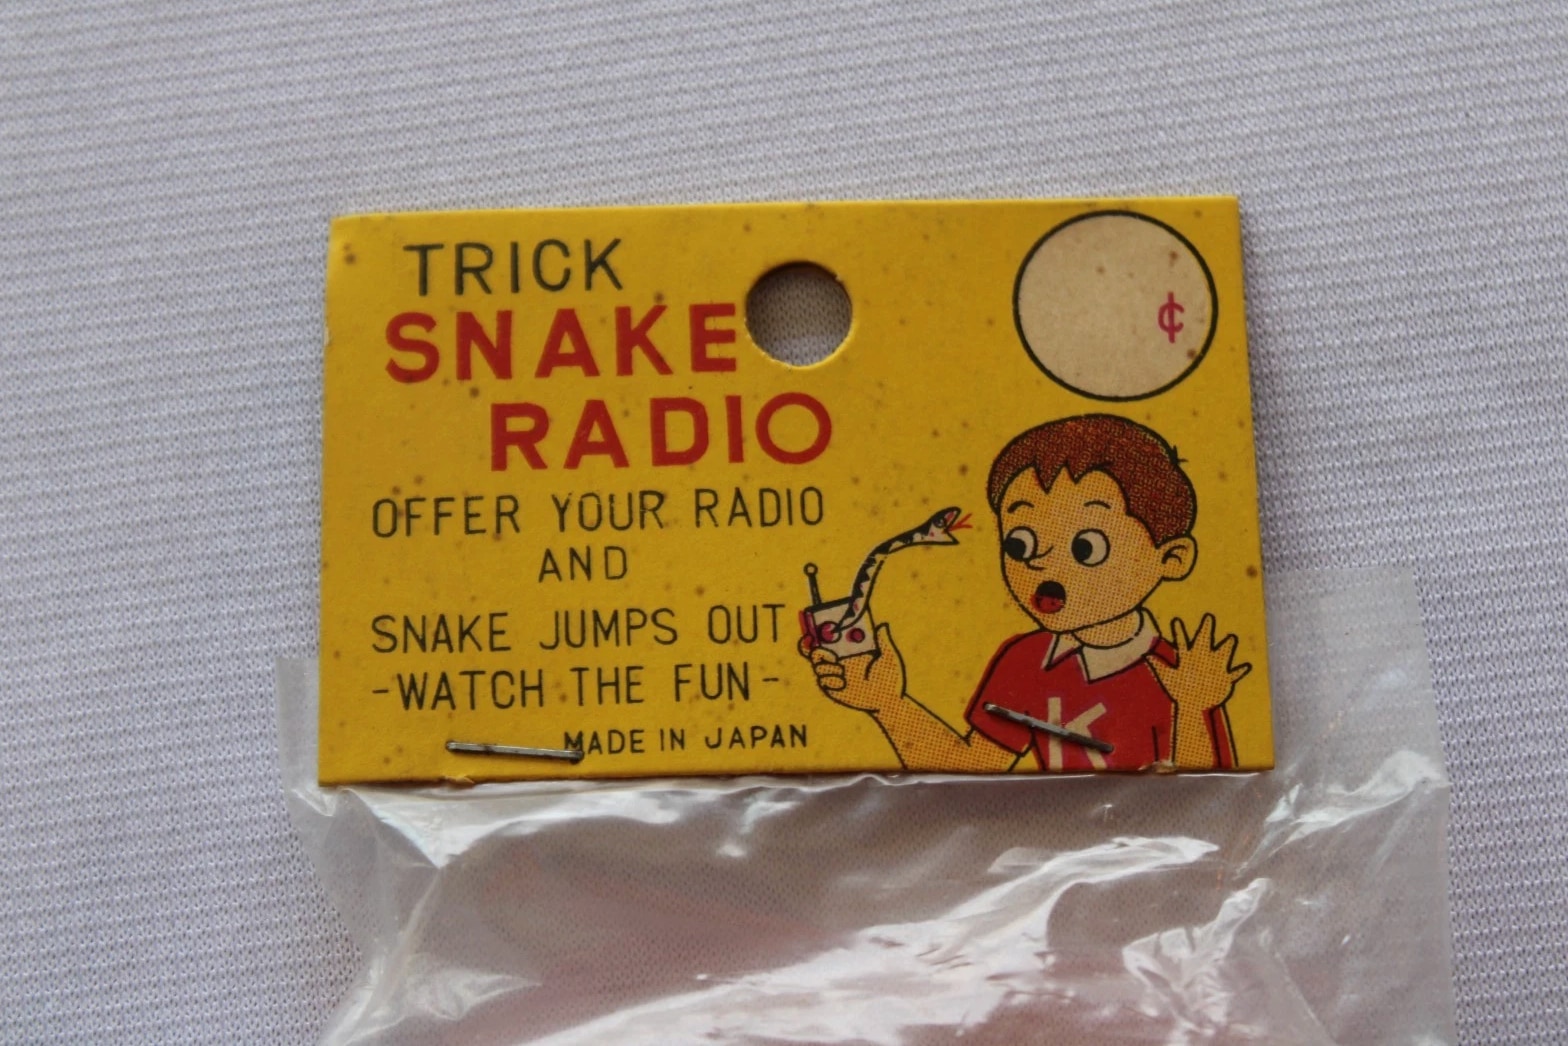 TRICK
SNAKE
RADIO
¢
OFFER YOUR RADIO
AND
SNAKE JUMPS OUT
-WATCH THE FUN-
MADE IN JAPAN
K